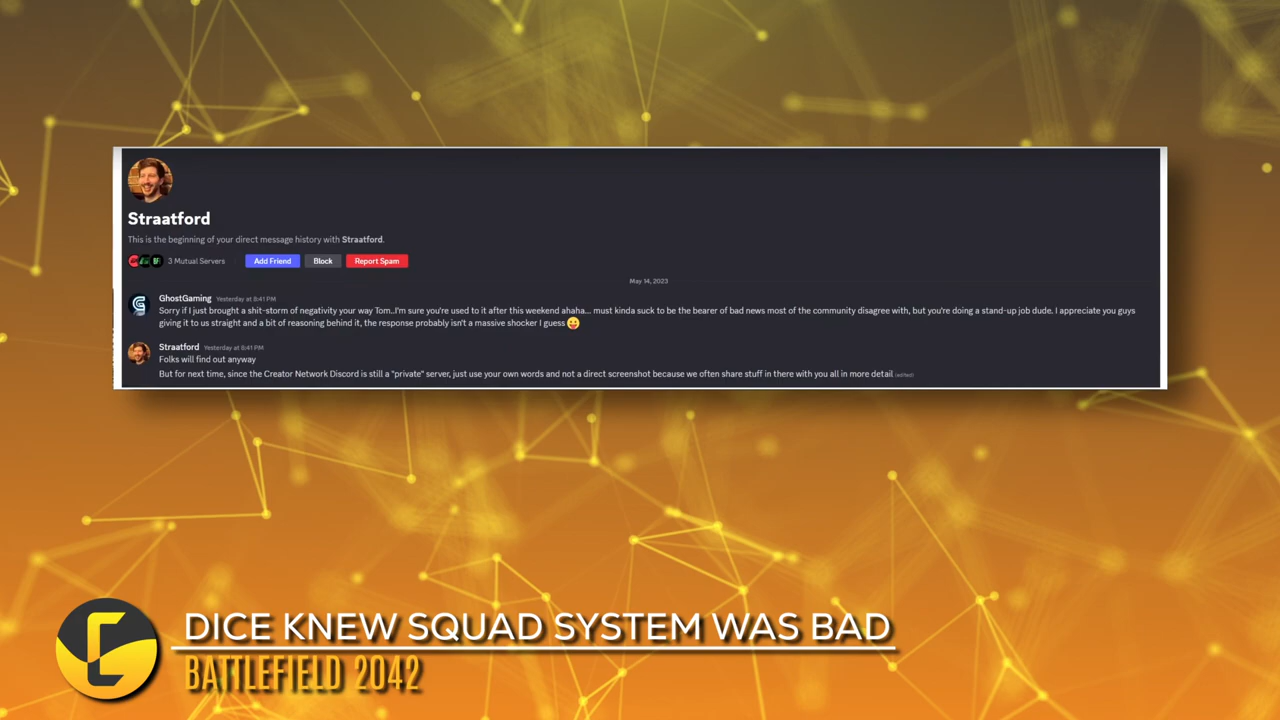 Straatford
This is the beginning of your direct message history with Straatford.
3 Mutual Servers Add Friend Block Report Spam
May 14, 2023
GhostGaming Yesterday at 8:41 PM
Sorry if I just brought a shit-storm of negativity your way Tom..I'm sure you're used to it after this weekend ahaha... must kinda suck to be the bearer of bad news most of the community disagree with, but you're doing a stand-up job dude. I appreciate you guys
giving it to us straight and a bit of reasoning behind it, the response probably isn't a massive shocker I guess 😜
Straatford Yesterday at 8:41 PM
Folks will find out anyway
But for next time, since the Creator Network Discord is still a "private" server, just use your own words and not a direct screenshot because we often share stuff in there with you all in more detail (edited)
DICE KNEW SQUAD SYSTEM WAS BAD
BATTLEFIELD 2042